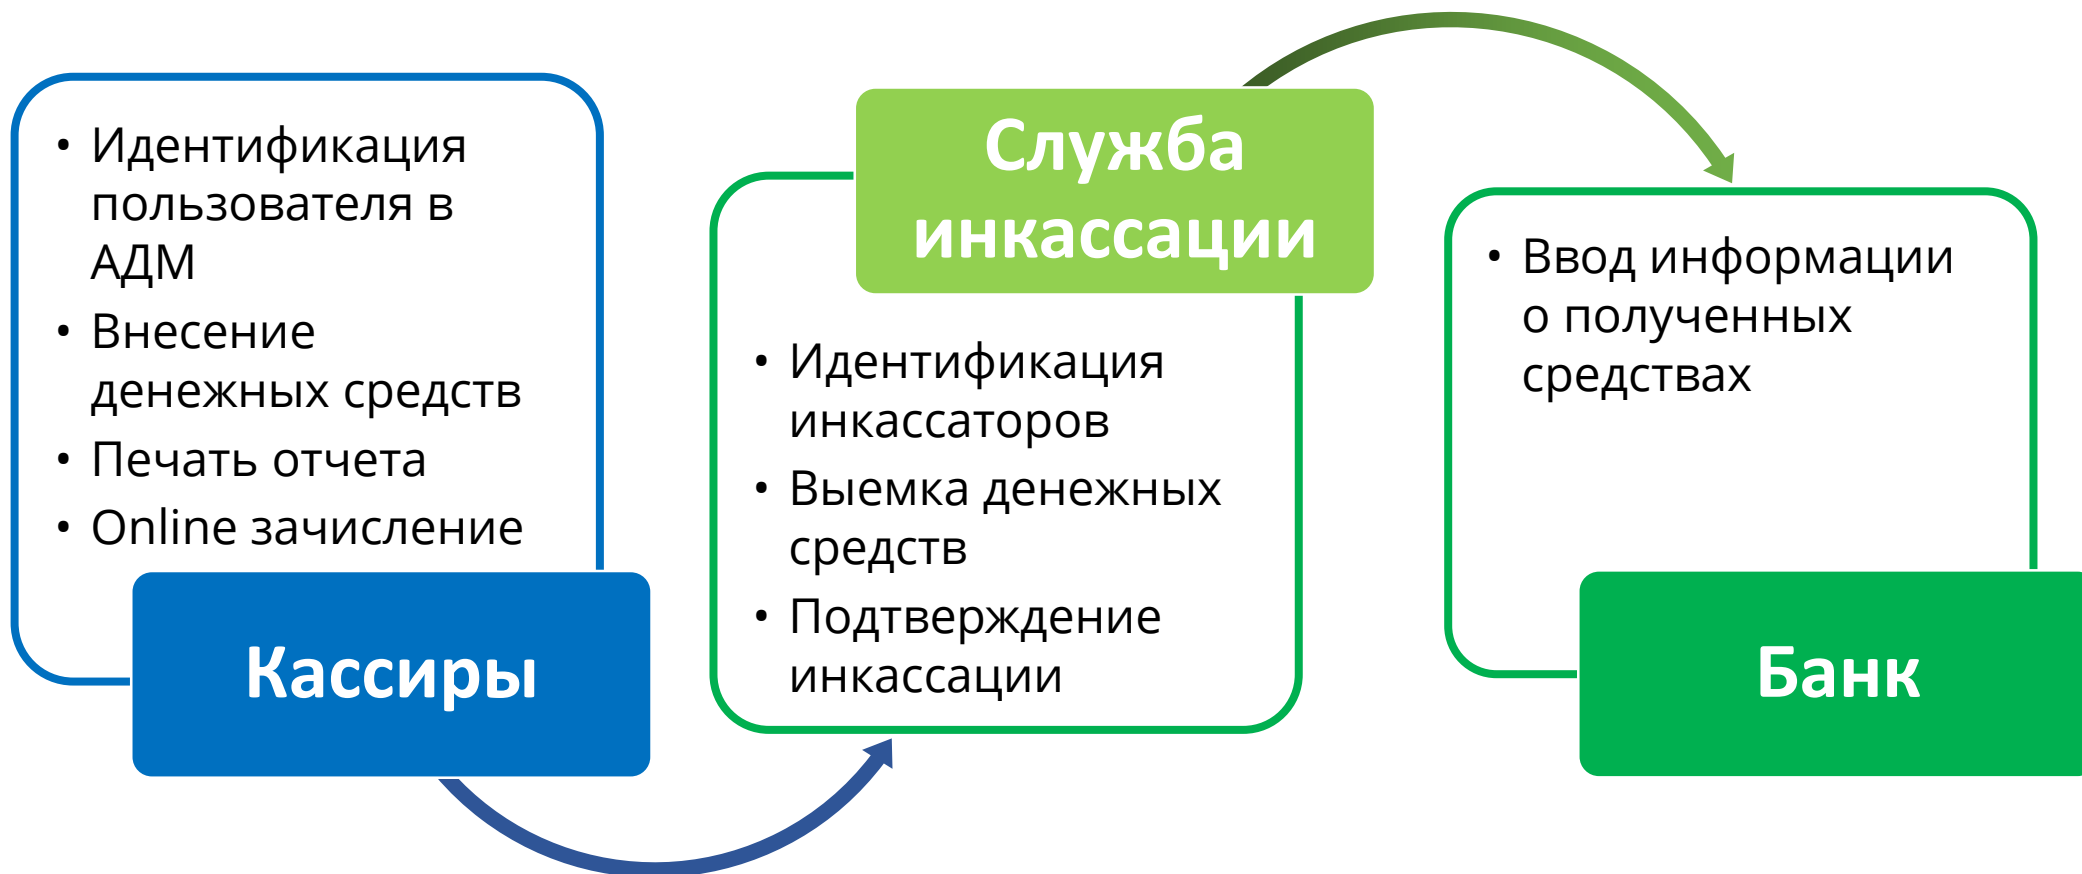 • Идентификация
пользователя в
АДМ
• Внесение
денежных средств
• Печать отчета
• Online зачисление
Кассиры
Служба
инкассации
• Идентификация
инкассаторов
• Выемка денежных
средств
• Подтверждение
инкассации
• Ввод информации
о полученных
средствах
Банк